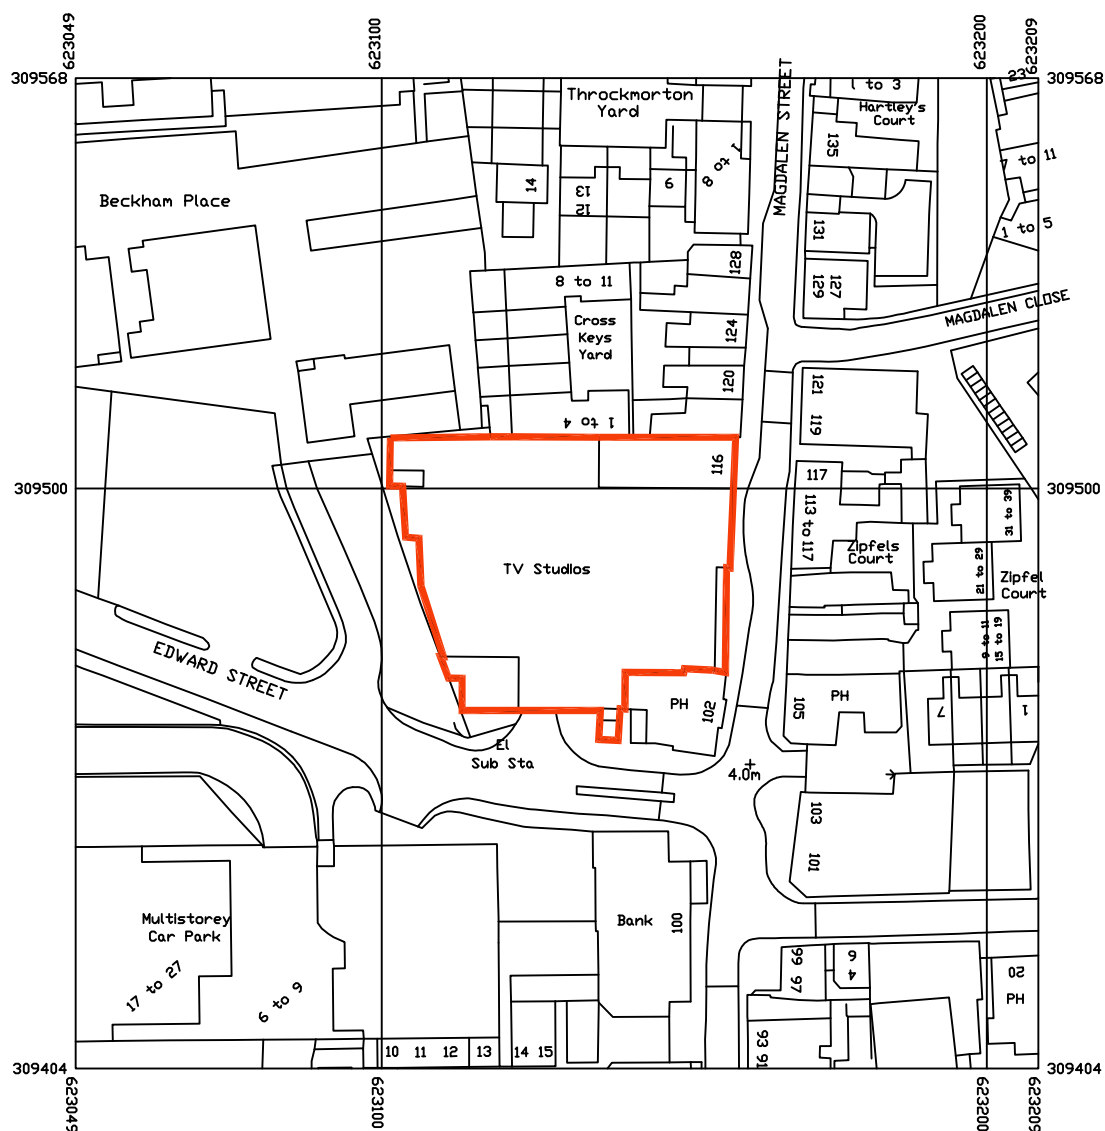 623049
623100
623200
623209
309568
309568
Throckmorton
Yard
MAGDALEN STREET
1 to 3
Hartley's
Court
23
135
7 to 11
1 to 8
14
9
13
12
Beckham Place
131
1 to 5
128
8 to 11
129
127
MAGDALEN CLOSE
Cross
Keys
Yard
124
120
121
119
1 to 4
116
117
309500
309500
113 to 117
31 to 39
Zipfels
Court
TV Studios
21 to 29
Zipfel
Court
9 to 11
15 to 19
EDWARD STREET
PH
102
PH
105
7
1
El
Sub Sta
4.0m
103
101
Multistorey
Car Park
Bank
100
17 to 27
6 to 9
99
97
6
4
20
PH
10
11
12
13
14
15
93
91
309404
309404
623049
623100
623200
623209